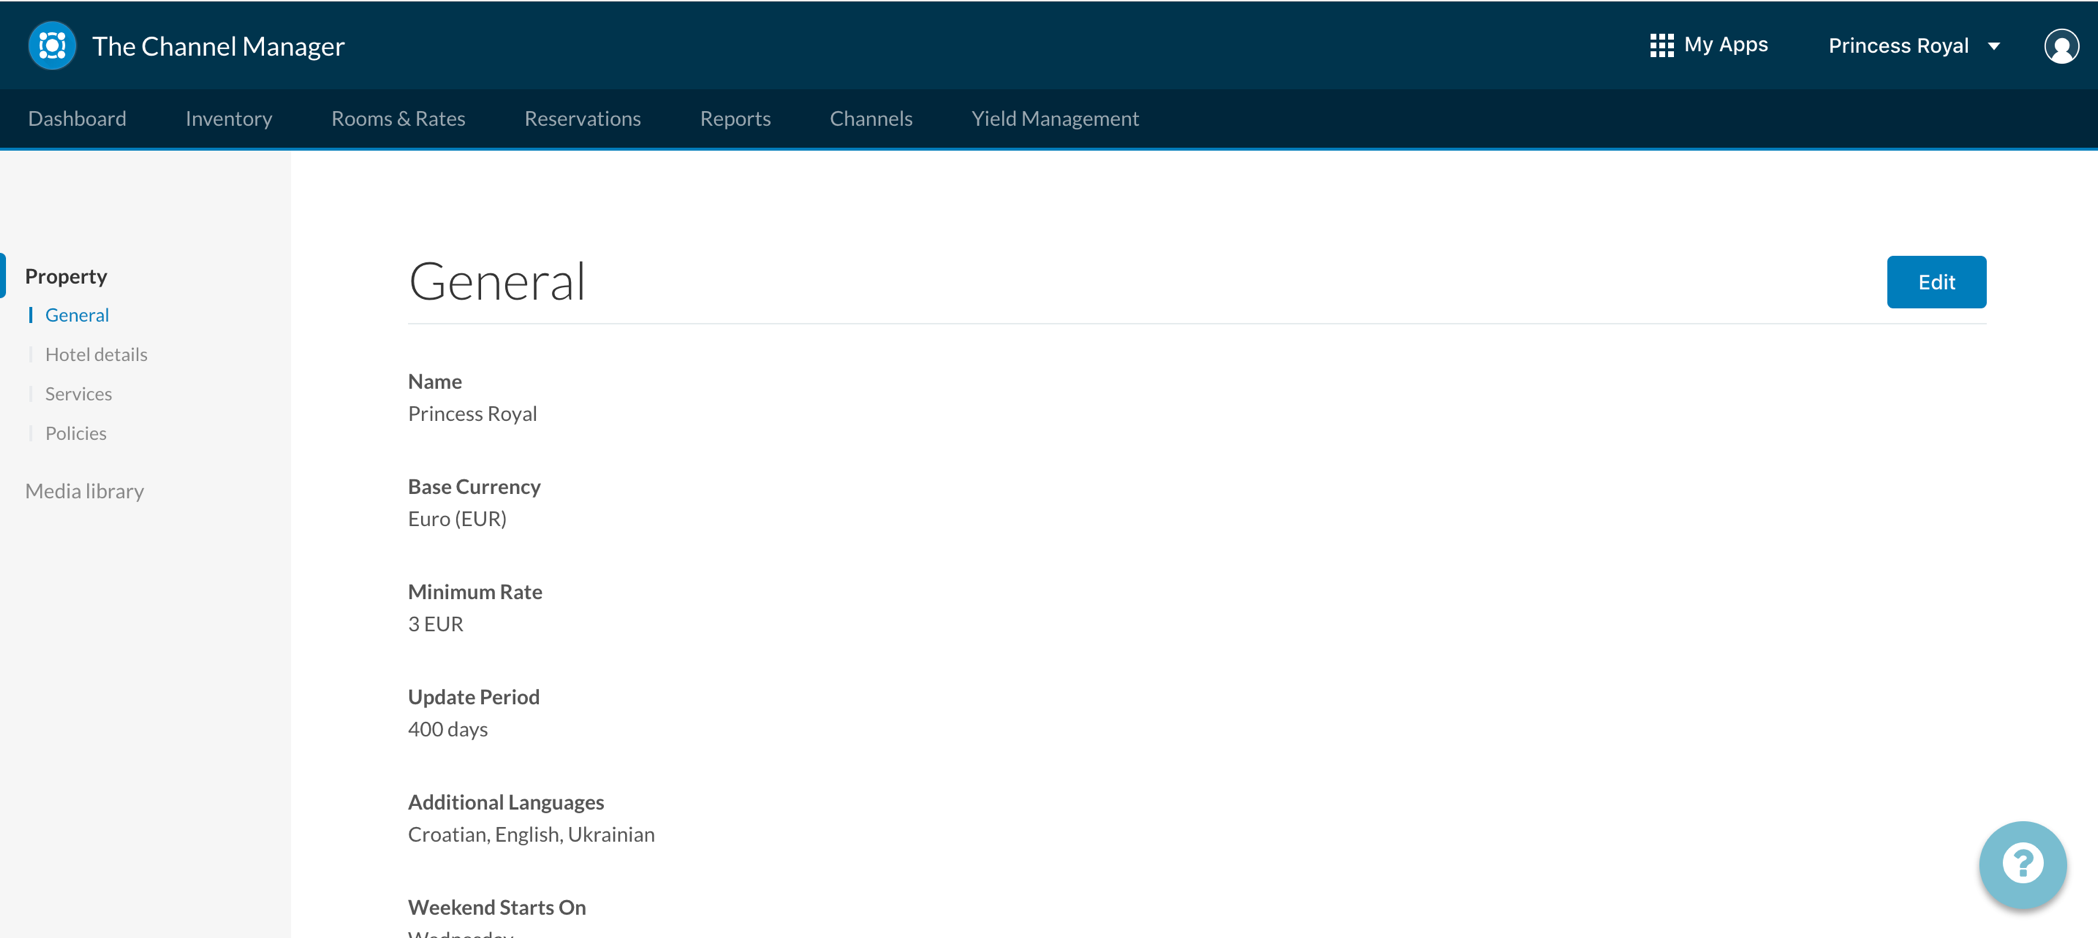 The Channel Manager
My Apps
Princess Royal
Dashboard
Inventory
Rooms & Rates
Reservations
Reports
Channels
Yield Management
Property
General
Hotel details
Services
Policies
Media library
General
Edit
Name
Princess Royal
Base Currency
Euro (EUR)
Minimum Rate
3 EUR
Update Period
400 days
Additional Languages
Croatian, English, Ukrainian
Weekend Starts On
Wednesday
?